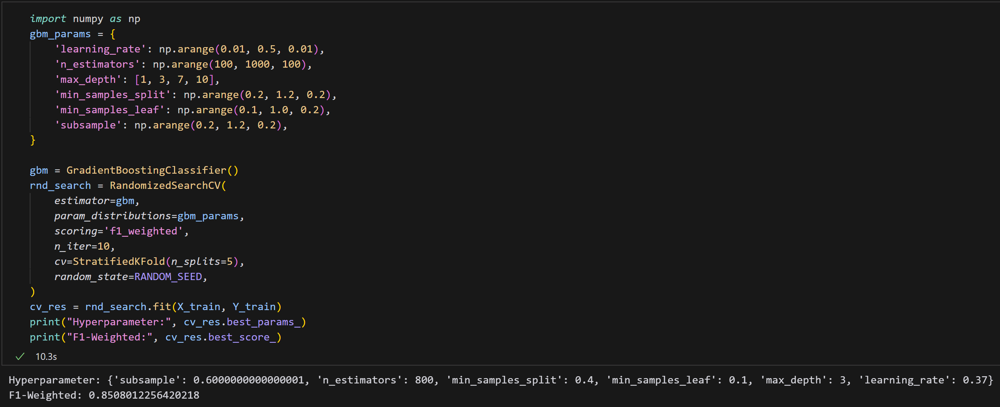 import numpy as np
gbm_params = {
    'learning_rate': np.arange(0.01, 0.5, 0.01),
    'n_estimators': np.arange(100, 1000, 100),
    'max_depth': [1, 3, 7, 10],
    'min_samples_split': np.arange(0.2, 1.2, 0.2),
    'min_samples_leaf': np.arange(0.1, 1.0, 0.2),
    'subsample': np.arange(0.2, 1.2, 0.2),
}
gbm = GradientBoostingClassifier()
rnd_search = RandomizedSearchCV(
    estimator=gbm,
    param_distributions=gbm_params,
    scoring='f1_weighted',
    n_iter=10,
    cv=StratifiedKFold(n_splits=5),
    random_state=RANDOM_SEED,
)
cv_res = rnd_search.fit(X_train, Y_train)
print("Hyperparameter:", cv_res.best_params_)
print("F1-Weighted:", cv_res.best_score_)
10.3s
Hyperparameter: {'subsample': 0.6000000000000001, 'n_estimators': 800, 'min_samples_split': 0.4, 'min_samples_leaf': 0.1, 'max_depth': 3, 'learning_rate': 0.37}
F1-Weighted: 0.8508012256420218